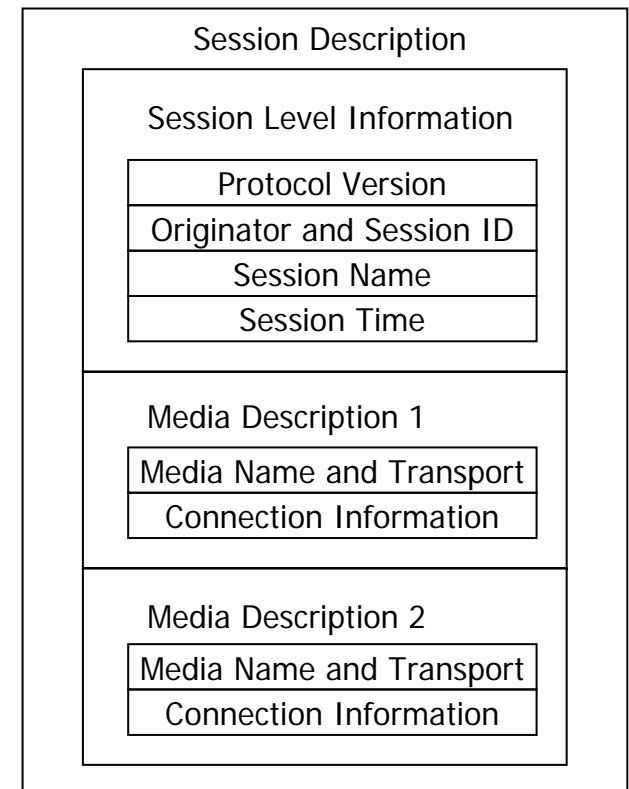 Session Description
Session Level Information
Protocol Version
Originator and Session ID
Session Name
Session Time
Media Description 1
Media Name and Transport
Connection Information
Media Description 2
Media Name and Transport
Connection Information